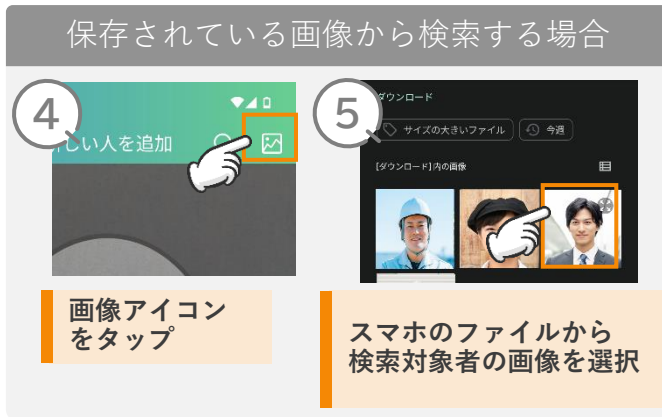 保存されている画像から検索する場合
4
しい人を追加
画像アイコン
をタップ
5
ダウンロード
サイズの大きいファイル
今週
[ダウンロード]内の画像
スマホのファイルから
検索対象者の画像を選択